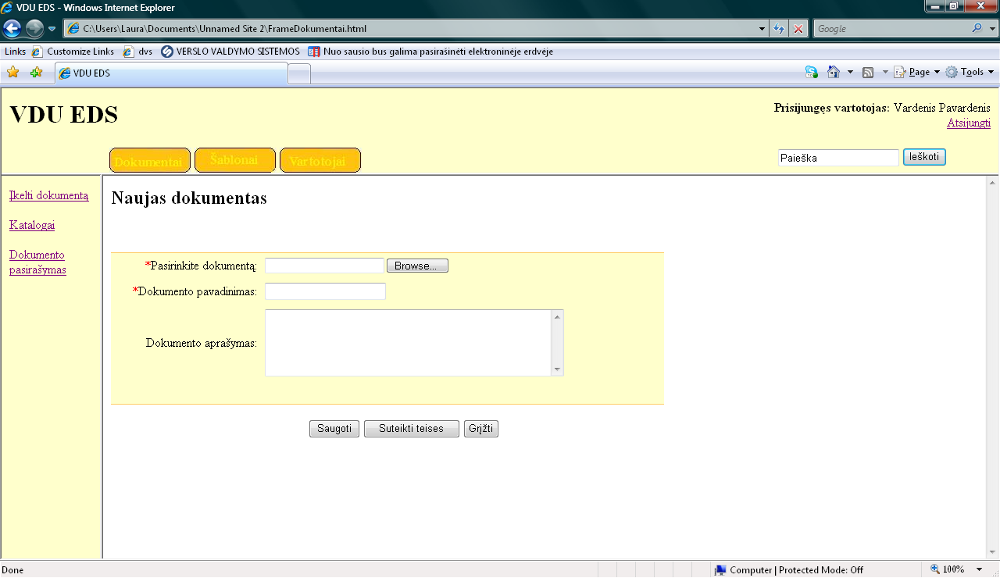 VDU EDS - Windows Internet Explorer
C:\Users\Laura\Documents\Unnamed Site 2\FrameDokumentai.html
Google
Links Customize Links dvs VERSLO VALDYMO SISTEMOS Nuo sausio bus galima pasirašinėti elektroninėje erdvėje
VDU EDS
Page Tools
VDU EDS
Prisijungęs vartotojas: Vardenis Pavardenis
Atsijungti
Dokumentai Šablonai Vartotojai
Paieška Ieškoti
Įkelti dokumentą
Katalogai
Dokumento
pasirašymas
Naujas dokumentas
*Pasirinkite dokumentą: Browse...
*Dokumento pavadinimas:
Dokumento aprašymas:
Saugoti Suteikti teises Grįžti
Done
Computer | Protected Mode: Off
100%